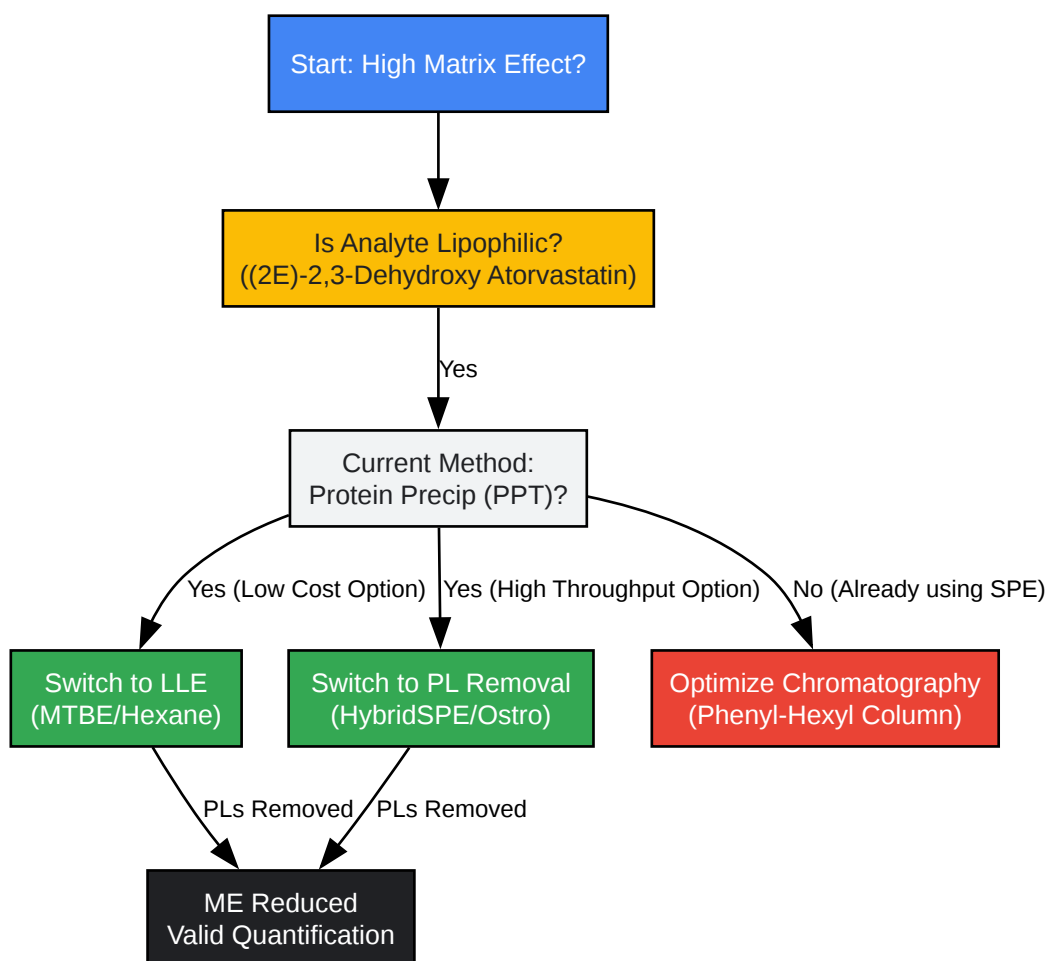 Start: High Matrix Effect?
Is Analyte Lipophilic?
((2E)-2,3-Dehydroxy Atorvastatin)
Yes
Current Method:
Protein Precip (PPT)?
Yes (Low Cost Option)
Yes (High Throughput Option)
No (Already using SPE)
Switch to LLE
(MTBE/Hexane)
Switch to PL Removal
(HybridSPE/Ostro)
Optimize Chromatography
(Phenyl-Hexyl Column)
PLs Removed
PLs Removed
ME Reduced
Valid Quantification